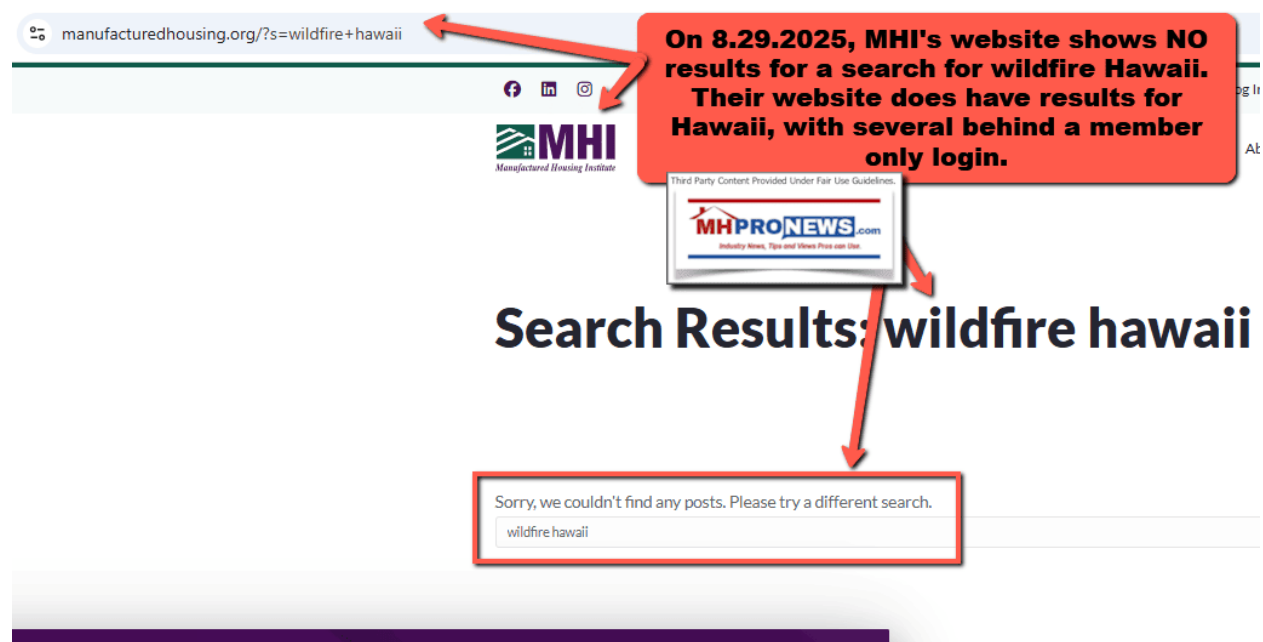 manufacturedhousing.org/?s=wildfire+hawaii
On 8.29.2025, MHI's website shows NO
results for a search for wildfire Hawaii.
Their website does have results for
Hawaii, with several behind a member
only login.
MHI
Manufactured Housing Institute
Third Party Content Provided Under Fair Use Guidelines.
MHPRONEWS.com
Industry News, Tips and Views Pros can Use.
Search Results: wildfire hawaii
Sorry, we couldn't find any posts. Please try a different search.
wildfire hawaii